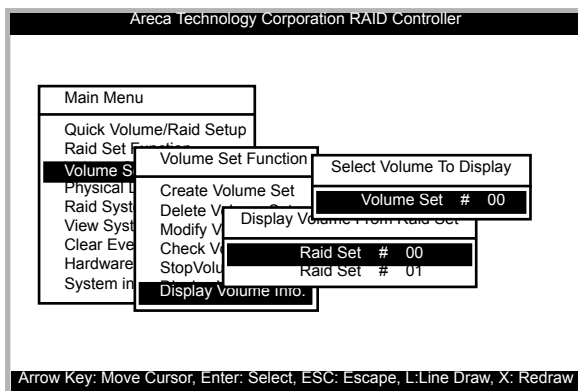 Areca Technology Corporation RAID Controller
Main Menu
Quick Volume/Raid Setup
Raid Set
Volume S
Physical
Raid Syst
View Syst
Clear Eve
Hardware
System in
Volume Set Function
Create Volume Set
Delete
Modify V
Check Vo
StopVolu
Display Volume Info.
Display Volume From Raid Set
Raid Set # 00
Raid Set # 01
Select Volume To Display
Volume Set # 00
Arrow Key: Move Cursor, Enter: Select, ESC: Escape, L:Line Draw, X: Redraw